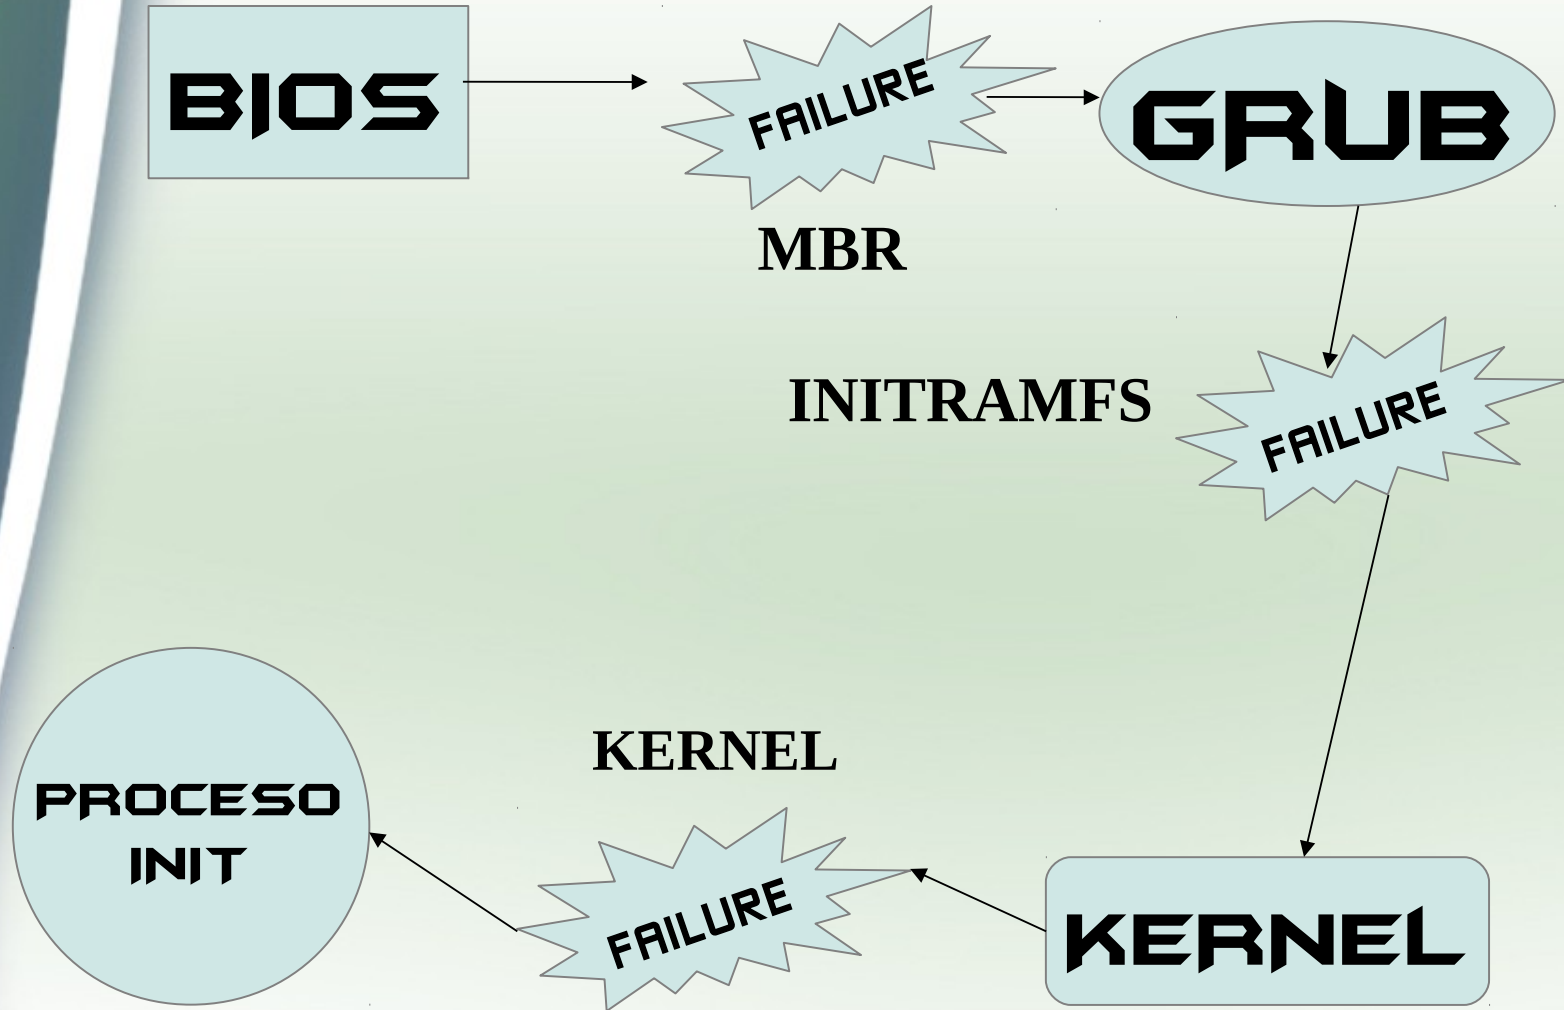 BIOS
FAILURE
GRUB
MBR
INITRAMFS
FAILURE
KERNEL
PROCESO
INIT
FAILURE
KERNEL